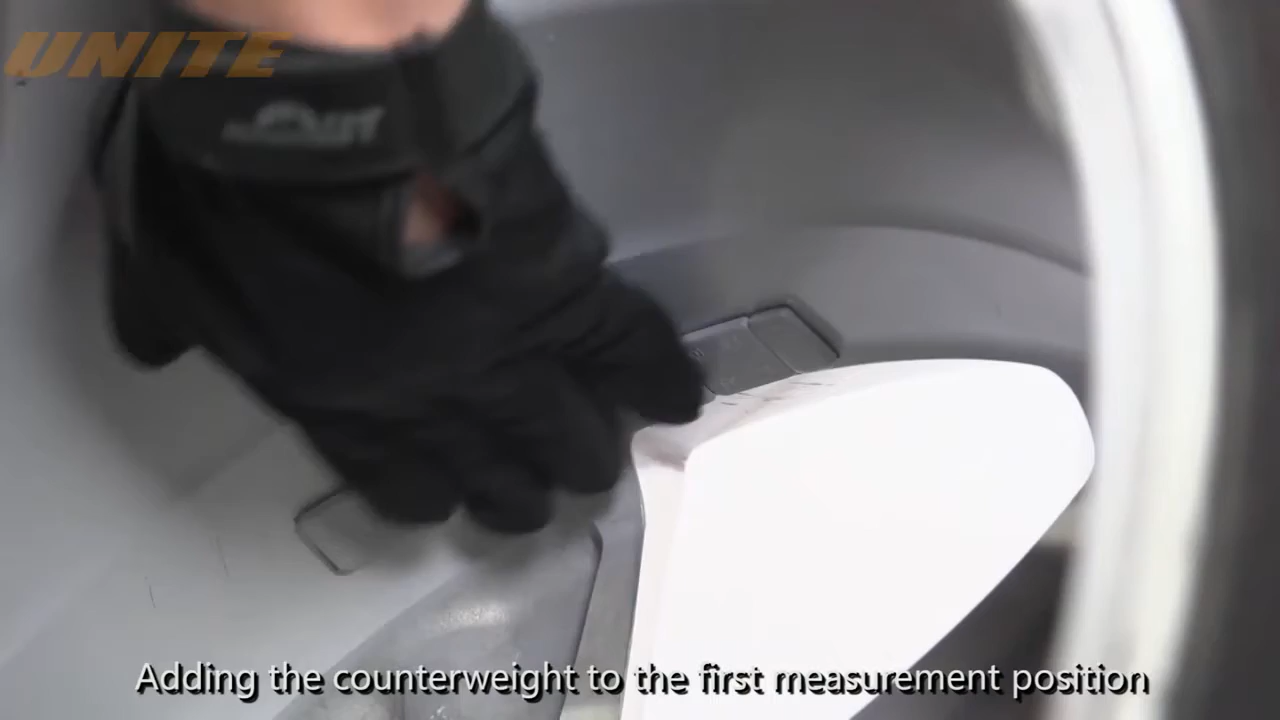 UNITE
Adding the counterweight to the first measurement position